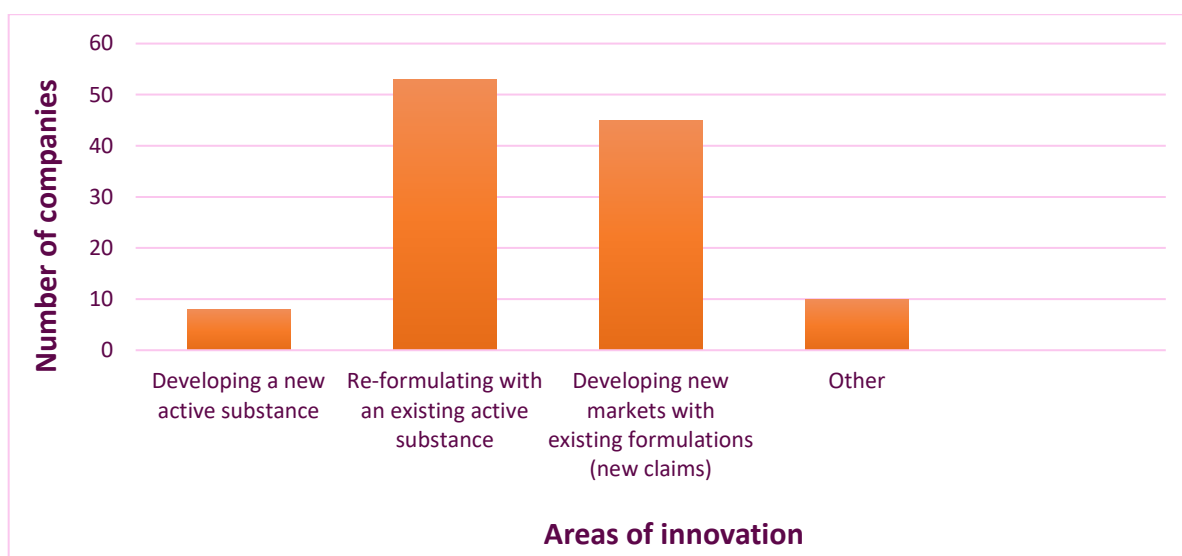 Number of companies
60
50
40
30
20
10
0
Developing a new
active substance
Re-formulating with
an existing active
substance
Developing new
markets with
existing formulations
(new claims)
Other
Areas of innovation